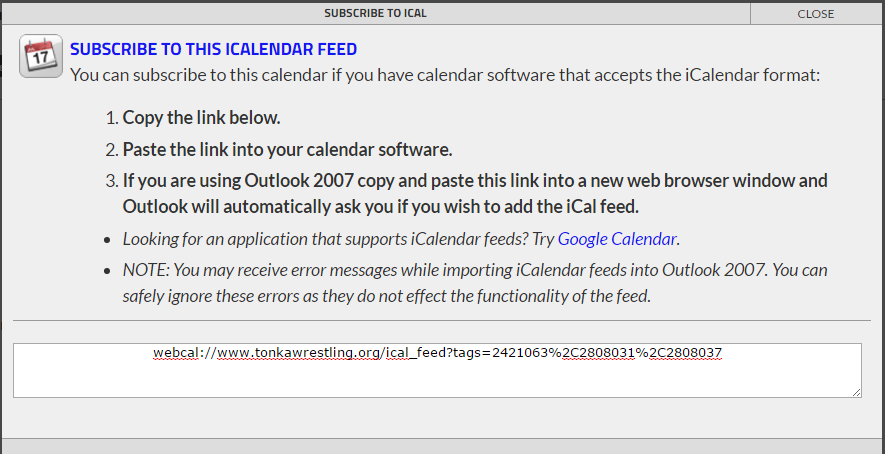 SUBSCRIBE TO ICAL
CLOSE
17
SUBSCRIBE TO THIS ICALENDAR FEED
You can subscribe to this calendar if you have calendar software that accepts the iCalendar format:
1. Copy the link below.
2. Paste the link into your calendar software.
3. If you are using Outlook 2007 copy and paste this link into a new web browser window and
Outlook will automatically ask you if you wish to add the iCal feed.
• Looking for an application that supports iCalendar feeds? Try Google Calendar.
• NOTE: You may receive error messages while importing iCalendar feeds into Outlook 2007. You can
safely ignore these errors as they do not effect the functionality of the feed.
webcal://www.tonkawrestling.org/ical_feed?tags=2421063%2C2808031%2C2808037